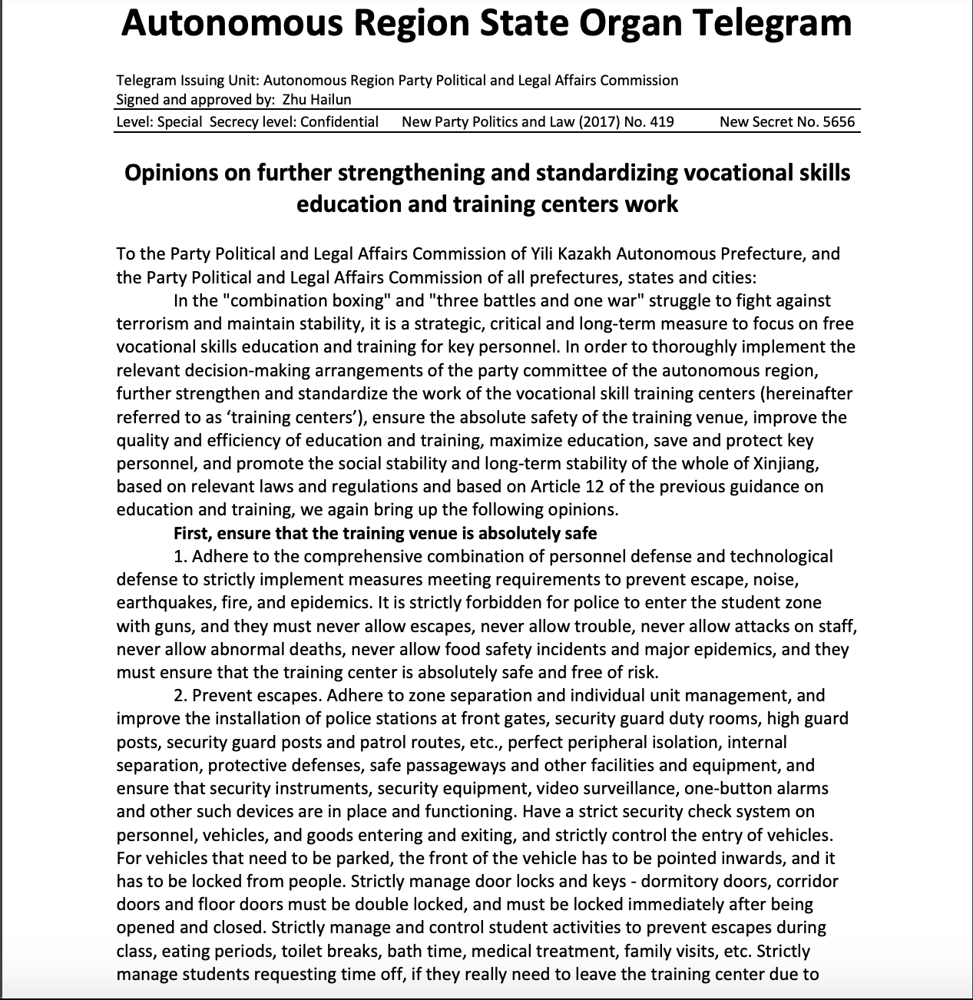 Autonomous Region State Organ Telegram
Telegram Issuing Unit: Autonomous Region Party Political and Legal Affairs Commission
Signed and approved by:  Zhu Hailun
Level: Special  Secrecy level: Confidential     New Party Politics and Law (2017) No. 419          New Secret No. 5656
Opinions on further strengthening and standardizing vocational skills
education and training centers work
To the Party Political and Legal Affairs Commission of Yili Kazakh Autonomous Prefecture, and
the Party Political and Legal Affairs Commission of all prefectures, states and cities:
In the "combination boxing" and "three battles and one war" struggle to fight against
terrorism and maintain stability, it is a strategic, critical and long-term measure to focus on free
vocational skills education and training for key personnel. In order to thoroughly implement the
relevant decision-making arrangements of the party committee of the autonomous region,
further strengthen and standardize the work of the vocational skill training centers (hereinafter
referred to as ‘training centers’), ensure the absolute safety of the training venue, improve the
quality and efficiency of education and training, maximize education, save and protect key
personnel, and promote the social stability and long-term stability of the whole of Xinjiang,
based on relevant laws and regulations and based on Article 12 of the previous guidance on
education and training, we again bring up the following opinions.
First, ensure that the training venue is absolutely safe
1. Adhere to the comprehensive combination of personnel defense and technological
defense to strictly implement measures meeting requirements to prevent escape, noise,
earthquakes, fire, and epidemics. It is strictly forbidden for police to enter the student zone
with guns, and they must never allow escapes, never allow trouble, never allow attacks on staff,
never allow abnormal deaths, never allow food safety incidents and major epidemics, and they
must ensure that the training center is absolutely safe and free of risk.
2. Prevent escapes. Adhere to zone separation and individual unit management, and
improve the installation of police stations at front gates, security guard duty rooms, high guard
posts, security guard posts and patrol routes, etc., perfect peripheral isolation, internal
separation, protective defenses, safe passageways and other facilities and equipment, and
ensure that security instruments, security equipment, video surveillance, one-button alarms
and other such devices are in place and functioning. Have a strict security check system on
personnel, vehicles, and goods entering and exiting, and strictly control the entry of vehicles.
For vehicles that need to be parked, the front of the vehicle has to be pointed inwards, and it
has to be locked from people. Strictly manage door locks and keys - dormitory doors, corridor
doors and floor doors must be double locked, and must be locked immediately after being
opened and closed. Strictly manage and control student activities to prevent escapes during
class, eating periods, toilet breaks, bath time, medical treatment, family visits, etc. Strictly
manage students requesting time off, if they really need to leave the training center due to